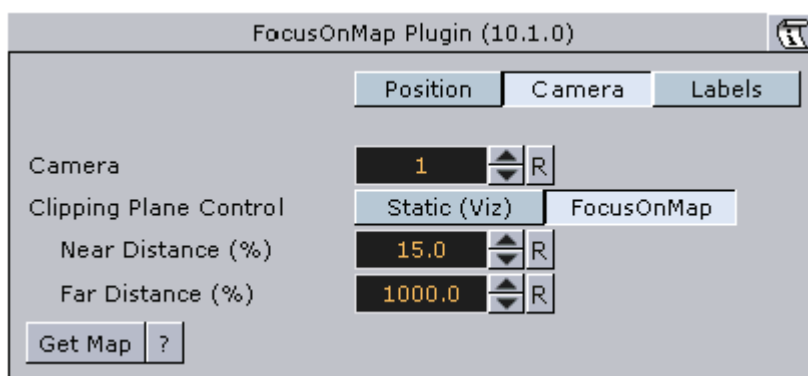 FocusOnMap Plugin (10.1.0)
Position Camera Labels
Camera 1 R
Clipping Plane Control Static (Viz) FocusOnMap
Near Distance (%) 15.0 R
Far Distance (%) 1000.0 R
Get Map ?